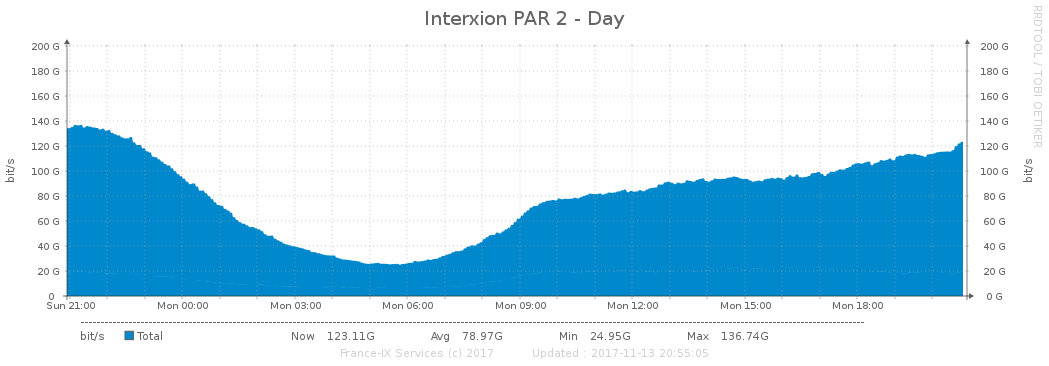 Interxion PAR 2 - Day
RRDTOOL / TOBI OETIKER
200 G 200 G
180 G 180 G
160 G 160 G
140 G 140 G
120 G 120 G
100 G 100 G
80 G 80 G
60 G 60 G
40 G 40 G
20 G 20 G
0 0 G
bit/s
bit/s
Sun 21:00 Mon 00:00 Mon 03:00 Mon 06:00 Mon 09:00 Mon 12:00 Mon 15:00 Mon 18:00
bit/s Total Now 123.11G Avg 78.97G Min 24.95G Max 136.74G
France-IX Services (c) 2017 Updated : 2017-11-13 20:55:05